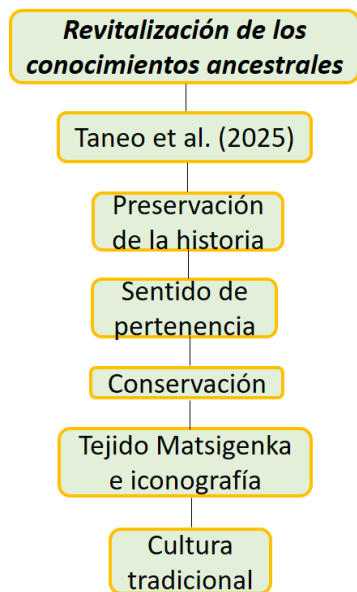 Revitalización de los
conocimientos ancestrales
Taneo et al. (2025)
Preservación
de la historia
Sentido de
pertenencia
Conservación
Tejido Matsigenka
e iconografía
Cultura
tradicional